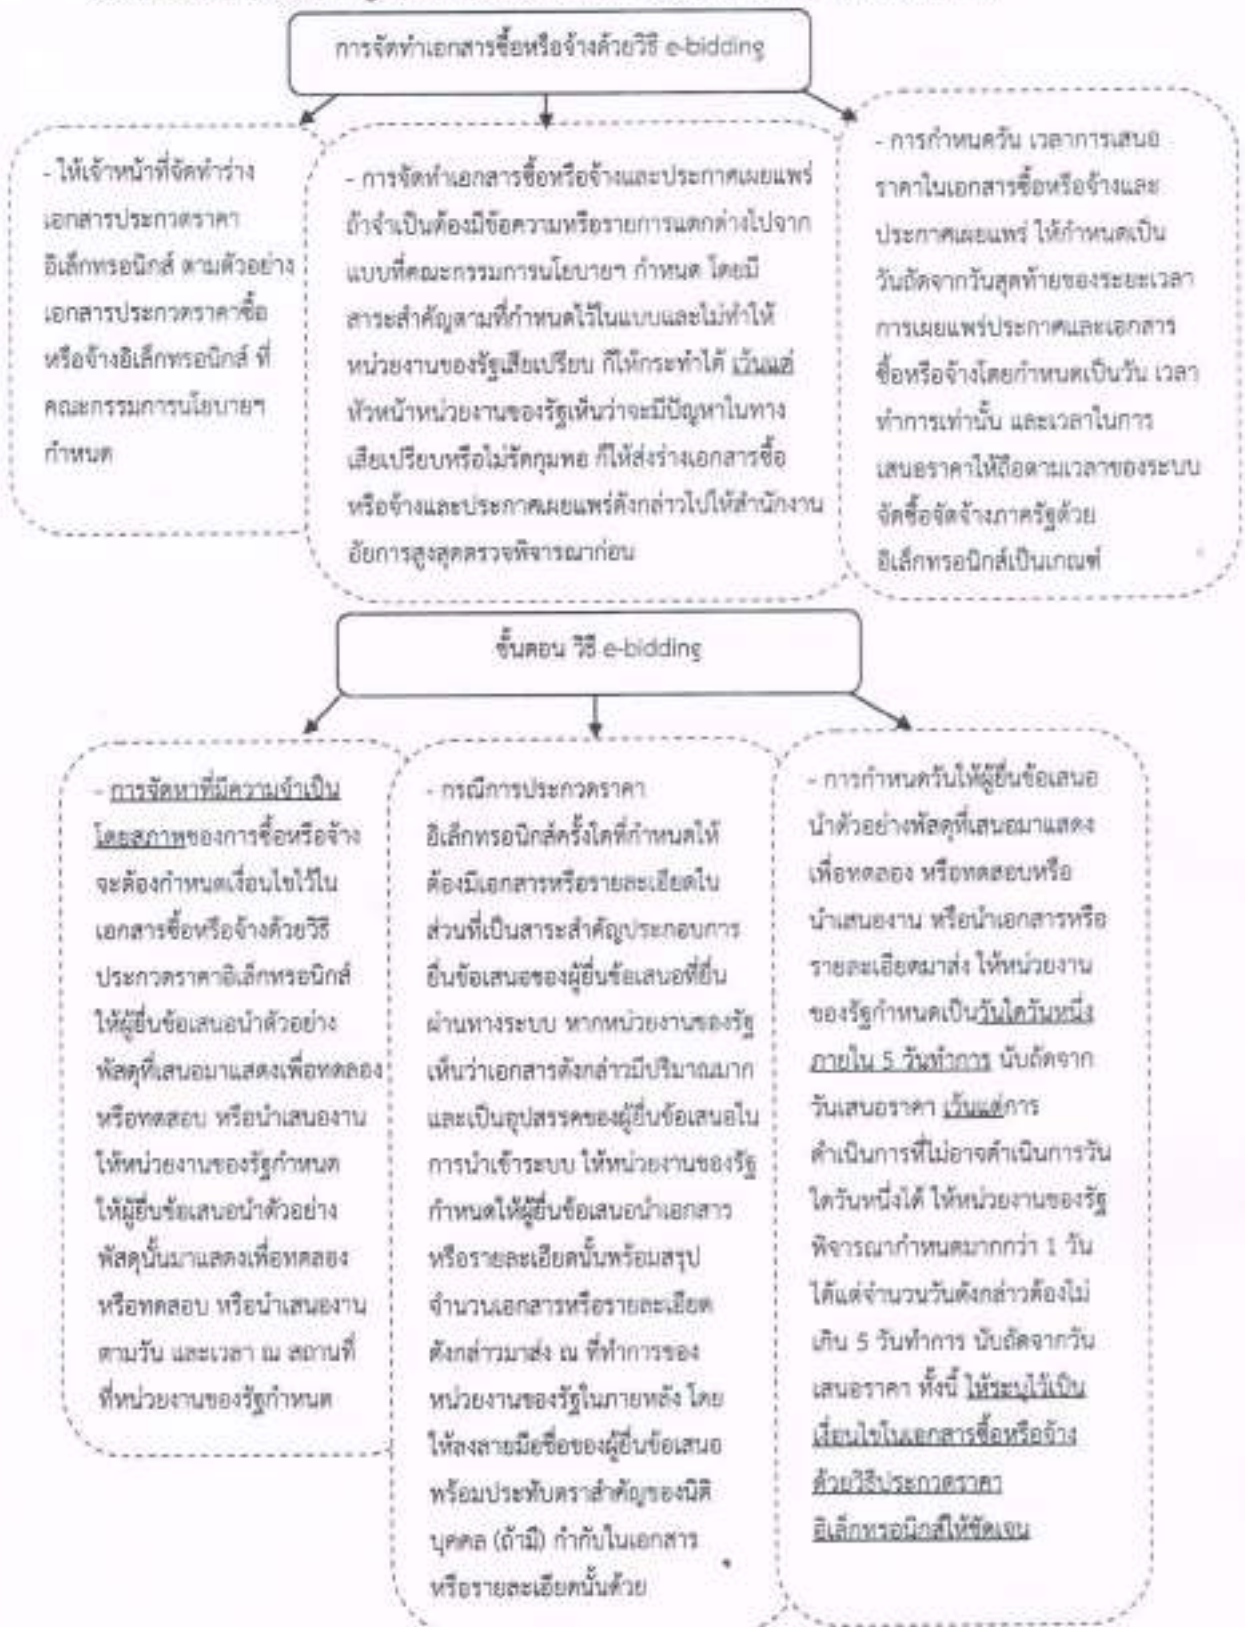 การจัดทำเอกสารซื้อหรือจ้างด้วยวิธี e-bidding
- ให้เจ้าหน้าที่จัดทำร่าง
เอกสารประกวดราคา
อิเล็กทรอนิกส์ ตามตัวอย่าง
เอกสารประกวดราคาซื้อ
หรือจ้างอิเล็กทรอนิกส์ ที่
คณะกรรมการนโยบายฯ
กำหนด
- การจัดทำเอกสารซื้อหรือจ้างและประกาศเผยแพร่
ถ้าจำเป็นต้องมีข้อความหรือรายการแตกต่างไปจาก
แบบที่คณะกรรมการนโยบายฯ กำหนด โดยมี
สาระสำคัญตามที่กำหนดไว้ในแบบและไม่ทำให้
หน่วยงานของรัฐเสียเปรียบ ก็ให้กระทำได้ เว้นแต่
หัวหน้าหน่วยงานของรัฐเห็นว่าจะมีปัญหาในทาง
เสียเปรียบหรือไม่รัดกุมพอ ก็ให้ส่งร่างเอกสารซื้อ
หรือจ้างและประกาศเผยแพร่ดังกล่าวไปให้สำนักงาน
อัยการสูงสุดตรวจพิจารณาก่อน
- การกำหนดวัน เวลาการเสนอ
ราคาในเอกสารซื้อหรือจ้างและ
ประกาศเผยแพร่ ให้กำหนดเป็น
วันถัดจากวันสุดท้ายของระยะเวลา
การเผยแพร่ประกาศและเอกสาร
ซื้อหรือจ้างโดยกำหนดเป็นวัน เวลา
ทำการเท่านั้น และเวลาในการ
เสนอราคาให้ถือตามเวลาของระบบ
จัดซื้อจัดจ้างภาครัฐด้วย
อิเล็กทรอนิกส์เป็นเกณฑ์
ขั้นตอน วิธี e-bidding
- การจัดหาที่มีความจำเป็น
โดยสภาพของการซื้อหรือจ้าง
จะต้องกำหนดเงื่อนไขไว้ใน
เอกสารซื้อหรือจ้างด้วยวิธี
ประกวดราคาอิเล็กทรอนิกส์
ให้ผู้ยื่นข้อเสนอนำตัวอย่าง
พัสดุที่เสนอมาแสดงเพื่อทดลอง
หรือทดสอบ หรือนำเสนองาน
ให้หน่วยงานของรัฐกำหนด
ให้ผู้ยื่นข้อเสนอนำตัวอย่าง
พัสดุนั้นมาแสดงเพื่อทดลอง
หรือทดสอบ หรือนำเสนองาน
ตามวัน และเวลา ณ สถานที่
ที่หน่วยงานของรัฐกำหนด
- กรณีการประกวดราคา
อิเล็กทรอนิกส์ครั้งใดที่กำหนดให้
ต้องมีเอกสารหรือรายละเอียดใน
ส่วนที่เป็นสาระสำคัญประกอบการ
ยื่นข้อเสนอของผู้ยื่นข้อเสนอที่ยื่น
ผ่านทางระบบ หากหน่วยงานของรัฐ
เห็นว่าเอกสารดังกล่าวมีปริมาณมาก
และเป็นอุปสรรคของผู้ยื่นข้อเสนอใน
การนำเข้าระบบ ให้หน่วยงานของรัฐ
กำหนดให้ผู้ยื่นข้อเสนอนำเอกสาร
หรือรายละเอียดนั้นพร้อมสรุป
จำนวนเอกสารหรือรายละเอียด
ดังกล่าวมาส่ง ณ ที่ทำการของ
หน่วยงานของรัฐในภายหลัง โดย
ให้ลงลายมือชื่อของผู้ยื่นข้อเสนอ
พร้อมประทับตราสำคัญของนิติ
บุคคล (ถ้ามี) กำกับในเอกสาร
หรือรายละเอียดนั้นด้วย
- การกำหนดวันให้ผู้ยื่นข้อเสนอ
นำตัวอย่างพัสดุที่เสนอมาแสดง
เพื่อทดลอง หรือทดสอบหรือ
นำเสนองาน หรือนำเอกสารหรือ
รายละเอียดมาส่ง ให้หน่วยงาน
ของรัฐกำหนดเป็นวันใดวันหนึ่ง
ภายใน 5 วันทำการ นับถัดจาก
วันเสนอราคา เว้นแต่การ
ดำเนินการที่ไม่อาจดำเนินการวัน
ใดวันหนึ่งได้ ให้หน่วยงานของรัฐ
พิจารณากำหนดมากกว่า 1 วัน
ได้แต่จำนวนวันดังกล่าวต้องไม่
เกิน 5 วันทำการ นับถัดจากวัน
เสนอราคา ทั้งนี้ ให้ระบุไว้เป็น
เงื่อนไขในเอกสารซื้อหรือจ้าง
ด้วยวิธีประกวดราคา
อิเล็กทรอนิกส์ให้ชัดเจน